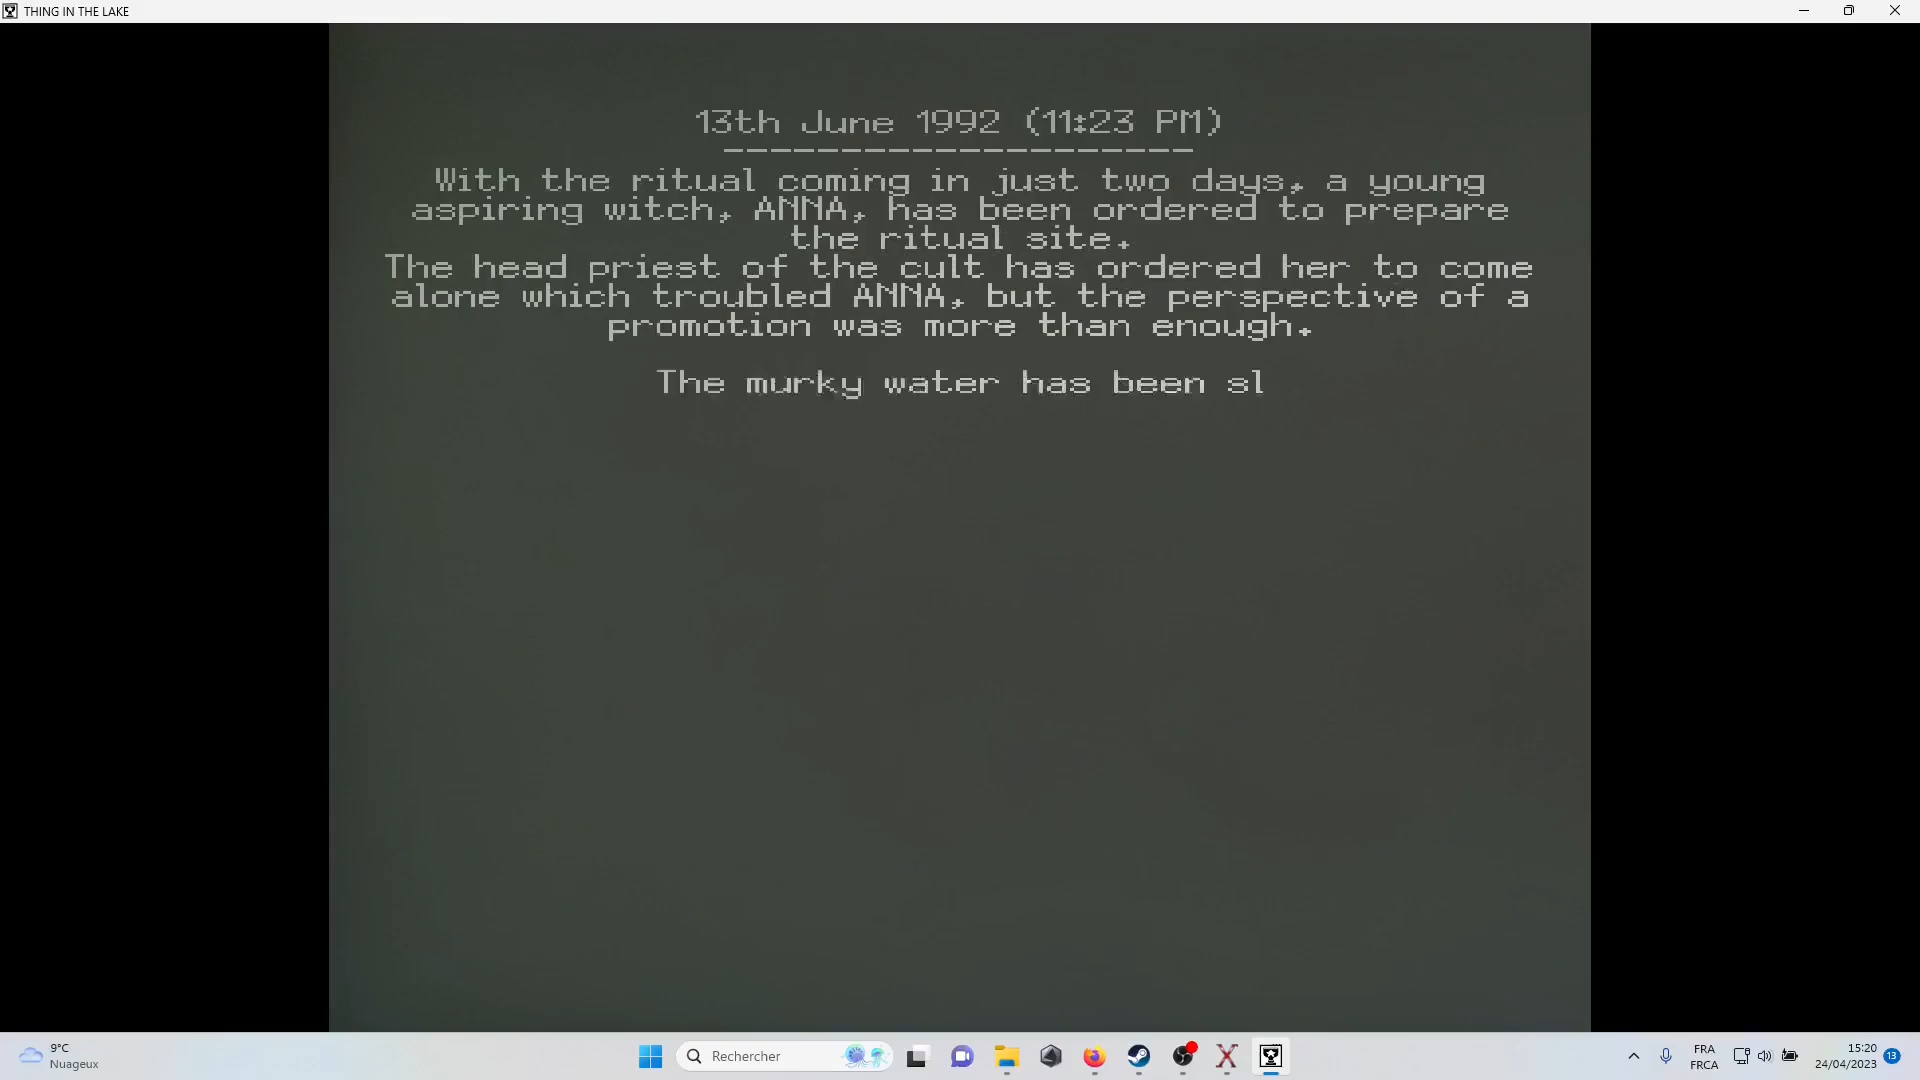 THING IN THE LAKE
13th June 1992 (11:23 PM)
--------------------
With the ritual coming in just two days, a young
aspiring witch, ANNA, has been ordered to prepare
the ritual site.
The head priest of the cult has ordered her to come
alone which troubled ANNA, but the perspective of a
promotion was more than enough.
The murky water has been sl
9°C
Nuageux
Rechercher
FRA
FRCA
15:20
24/04/2023
13